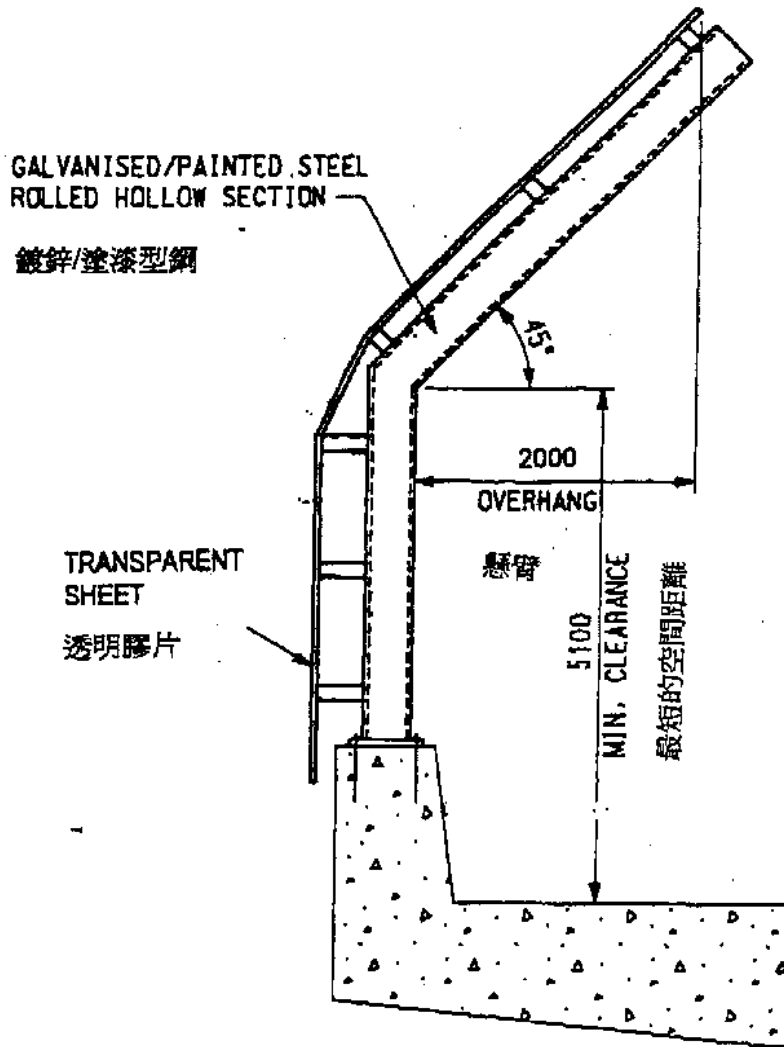 GALVANISED/PAINTED STEEL
ROLLED HOLLOW SECTION
鍍鋅/塗漆型鋼
45°
2000
OVERHANG
懸臂
TRANSPARENT
SHEET
透明膠片
5100
MIN. CLEARANCE
最短的空間距離